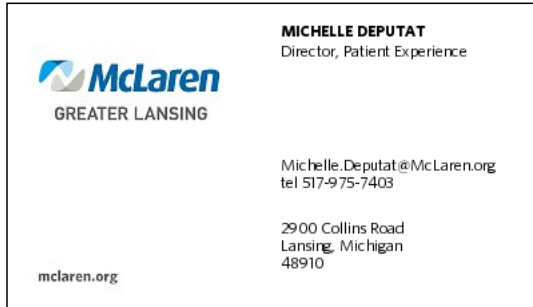 McLaren
GREATER LANSING
mclaren.org
MICHELLE DEPUTAT
Director, Patient Experience
Michelle.Deputat@McLaren.org
tel 517-975-7403
2900 Collins Road
Lansing, Michigan
48910